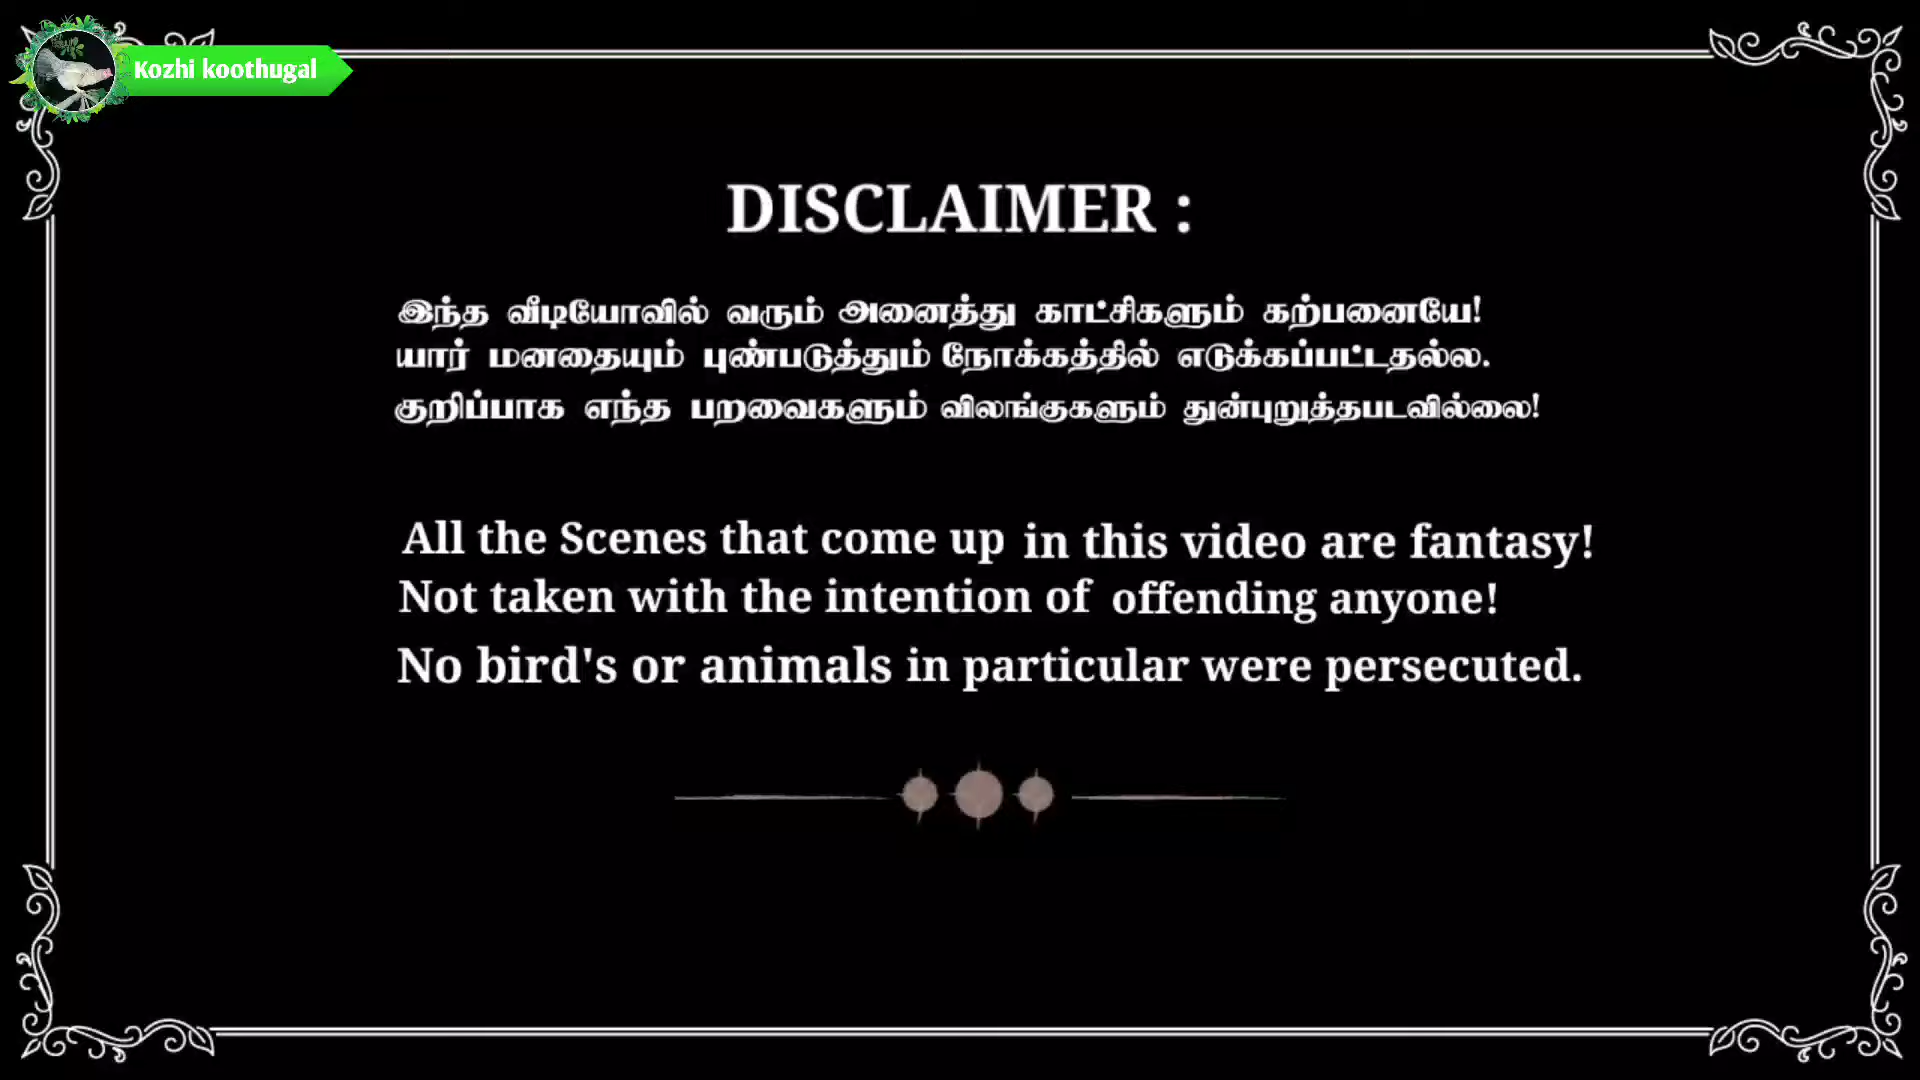 Kozhi koothugal
DISCLAIMER :
இந்த வீடியோவில் வரும் அனைத்து காட்சிகளும் கற்பனையே!
யார் மனதையும் புண்படுத்தும் நோக்கத்தில் எடுக்கப்பட்டதல்ல.
குறிப்பாக எந்த பறவைகளும் விலங்குகளும் துன்புறுத்தபடவில்லை!
All the Scenes that come up in this video are fantasy!
Not taken with the intention of offending anyone!
No bird's or animals in particular were persecuted.